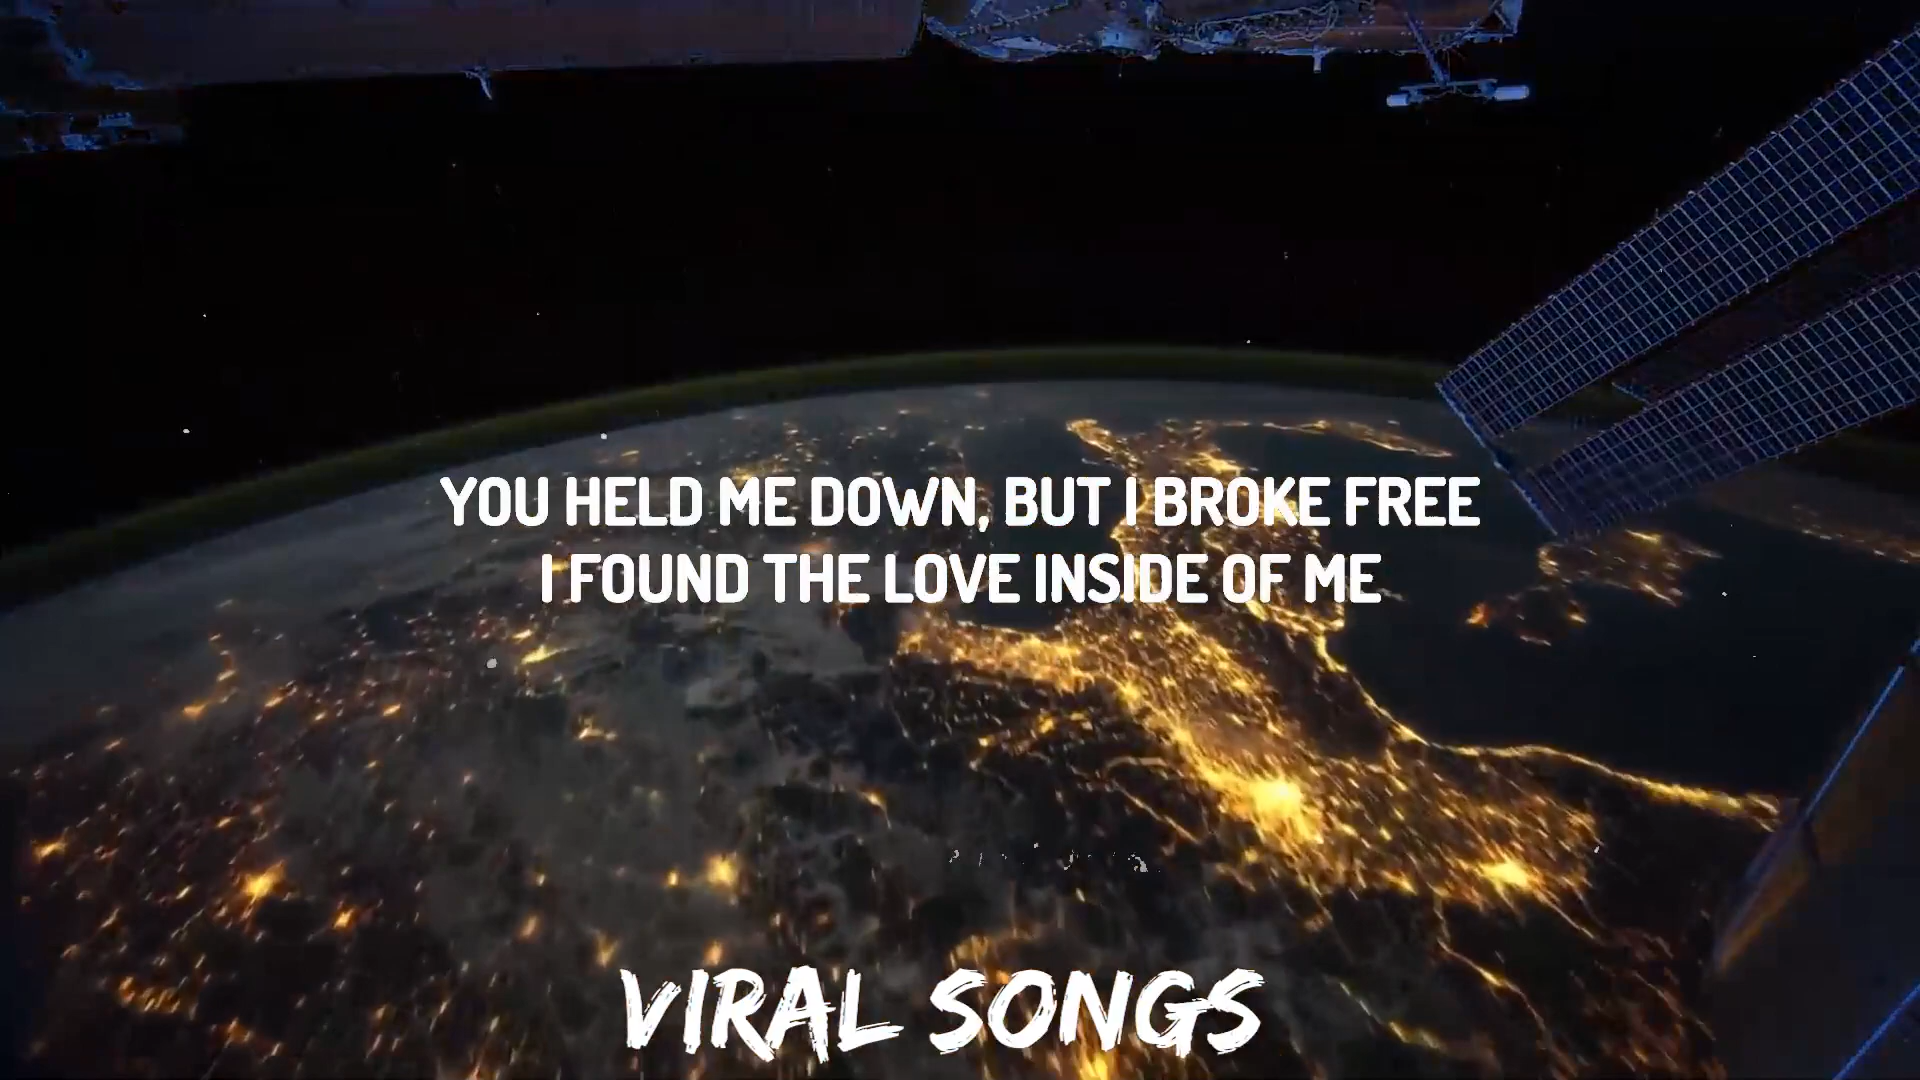 YOU HELD ME DOWN, BUT I BROKE FREE
I FOUND THE LOVE INSIDE OF ME
VIRAL SONGS